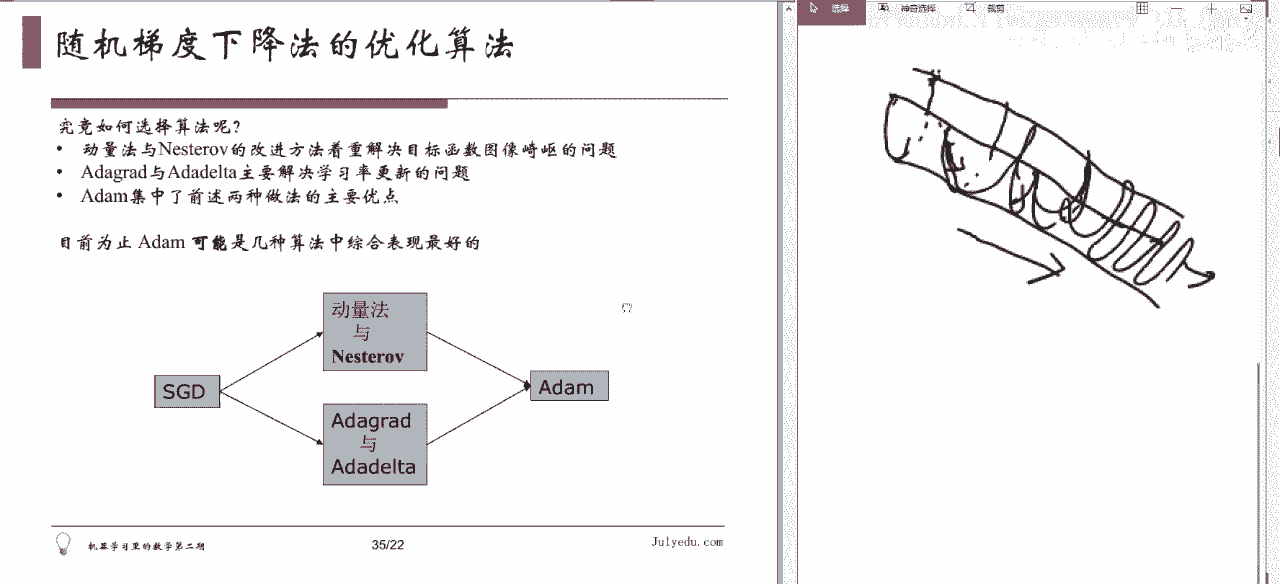 随机梯度下降法的优化算法
究竟如何选择算法呢?
• 动量法与Nesterov的改进方法着重解决目标函数图像崎岖的问题
• Adagrad与Adadelta主要解决学习率更新的问题
• Adam集中了前述两种做法的主要优点
目前为止 Adam 可能是几种算法中综合表现最好的
动量法
与
Nesterov
SGD
Adam
Adagrad
与
Adadelta
机器学习里的数学第二期
35/22
Julyedu.com
选择
神奇选择
裁剪